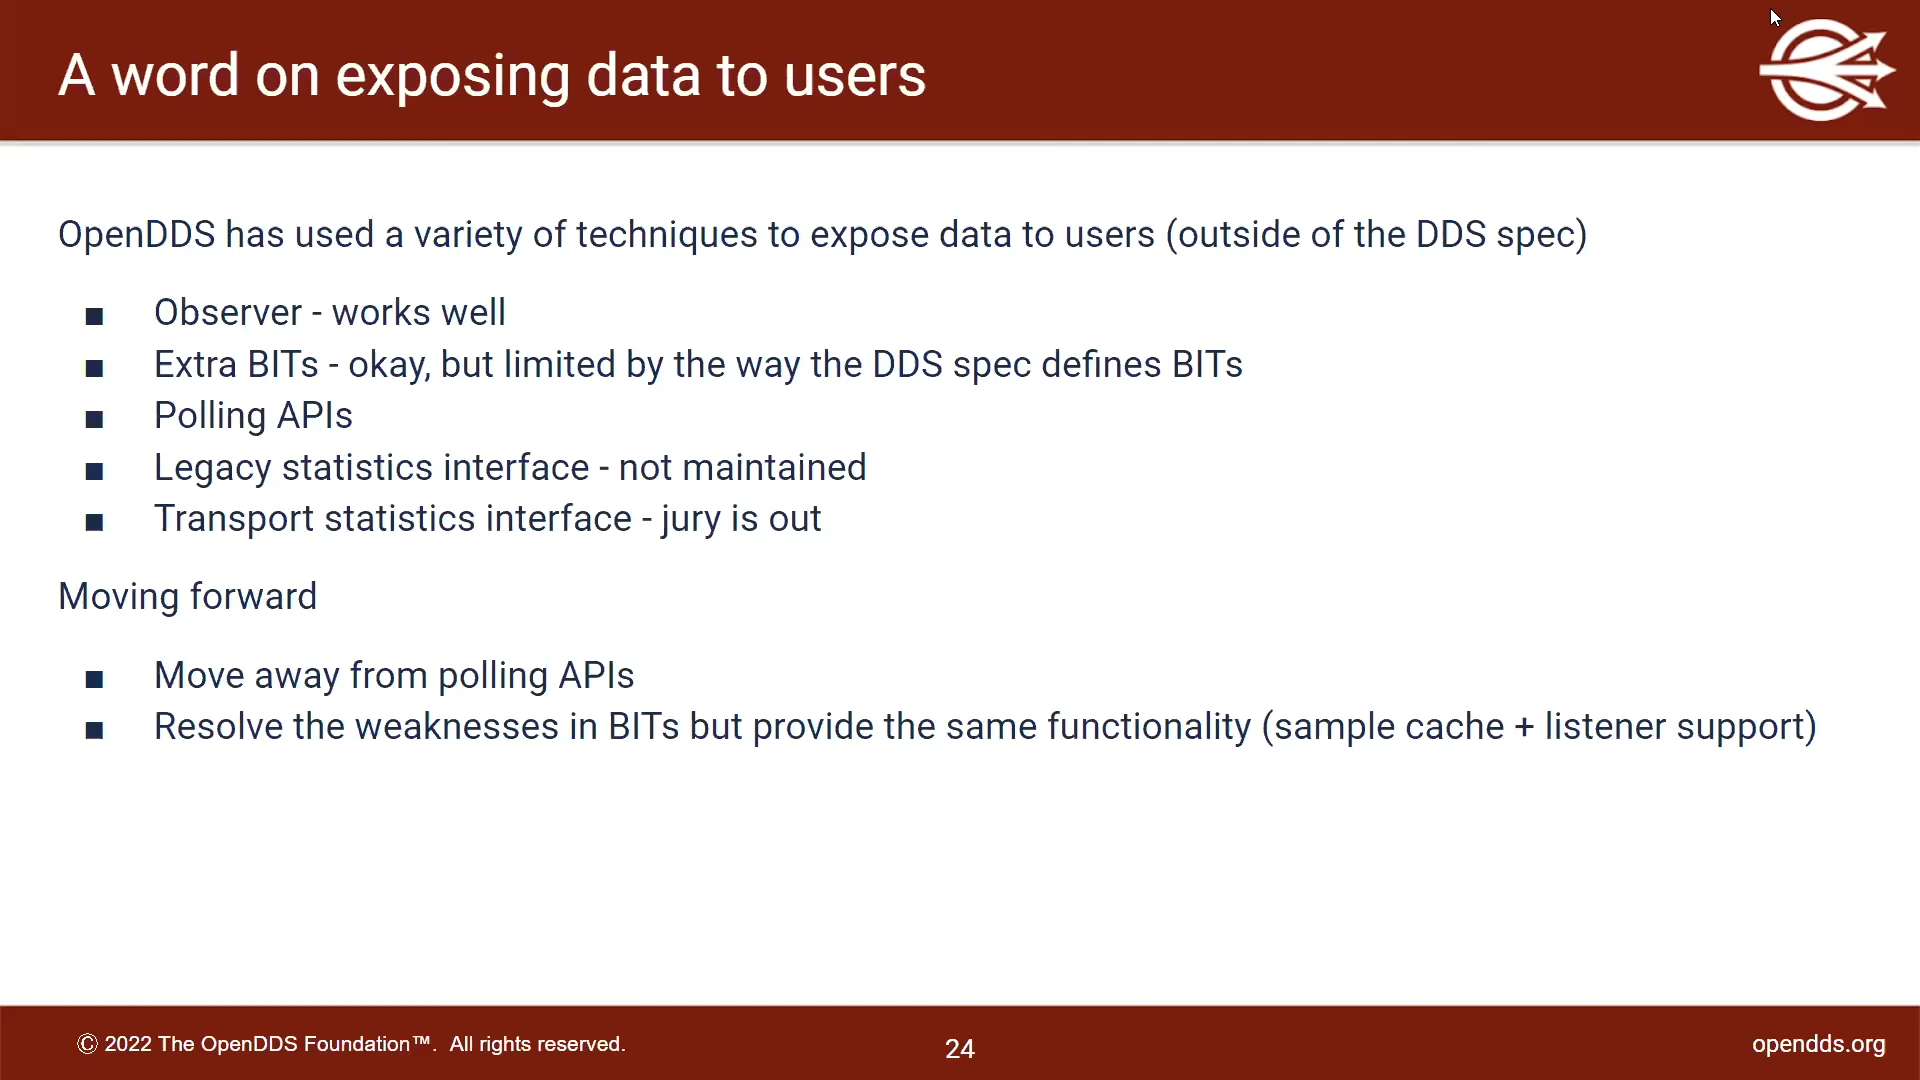 A word on exposing data to users
OpenDDS has used a variety of techniques to expose data to users (outside of the DDS spec)
■ Observer - works well
■ Extra BITs - okay, but limited by the way the DDS spec defines BITs
■ Polling APIs
■ Legacy statistics interface - not maintained
■ Transport statistics interface - jury is out
Moving forward
■ Move away from polling APIs
■ Resolve the weaknesses in BITs but provide the same functionality (sample cache + listener support)
© 2022 The OpenDDS Foundation™. All rights reserved.
24
opendds.org